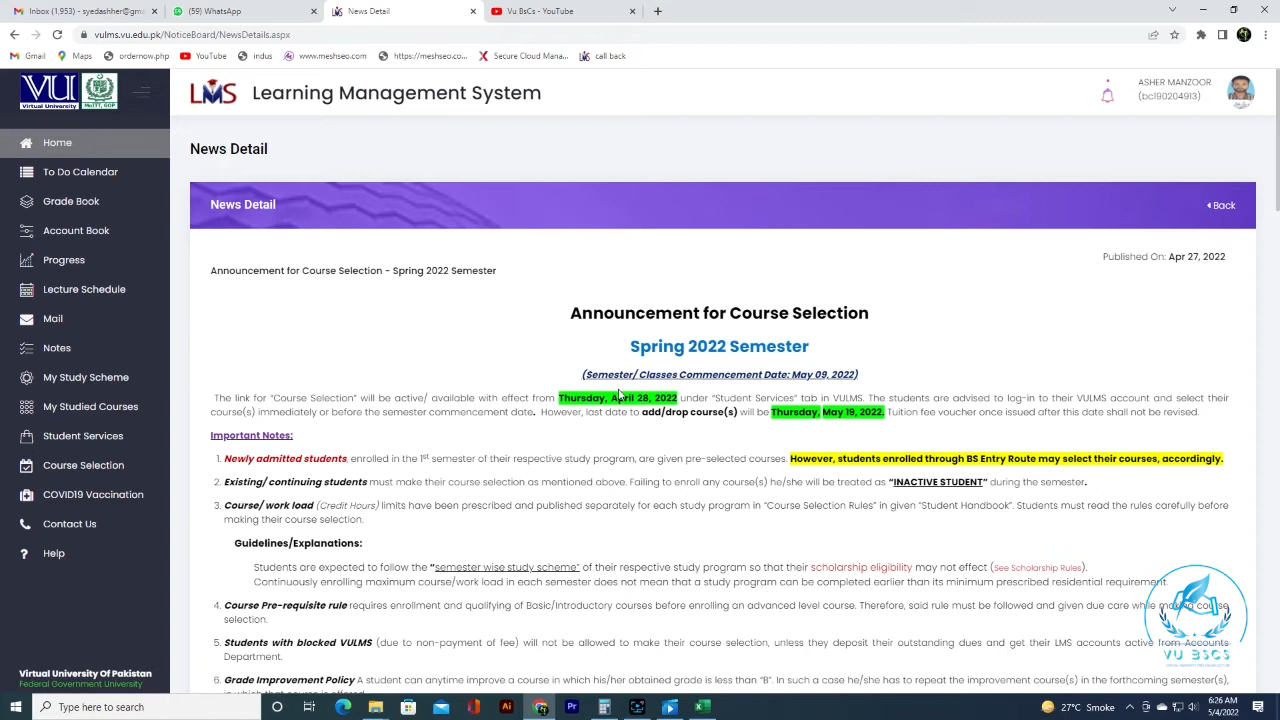 Inbox (1,993) - syedashher@gma
News Detail
Vu BsCs - YouTube
vulms.vu.edu.pk/NoticeBoard/NewsDetails.aspx
Gmail
Maps
ordernow.php
YouTube
indus
www.meshseo.com
https://meshseo.co...
Secure Cloud Mana...
call back
VU
Virtual University
MoITT, GOP
LMS
Learning Management System
ASHER MANZOOR
(bc190204913)
Home
To Do Calendar
Grade Book
Account Book
Progress
Lecture Schedule
Mail
Notes
My Study Scheme
My Studied Courses
Student Services
Course Selection
COVID19 Vaccination
Contact Us
Help
Virtual University Of Pakistan
Federal Government University
News Detail
News Detail
Back
Published On: Apr 27, 2022
Announcement for Course Selection - Spring 2022 Semester
Announcement for Course Selection
Spring 2022 Semester
(Semester/ Classes Commencement Date: May 09, 2022)
The link for "Course Selection" will be active/ available with effect from Thursday, April 28, 2022 under "Student Services" tab in VULMS. The students are advised to log-in to their VULMS account and select their
course(s) immediately or before the semester commencement date. However, last date to add/drop course(s) will be Thursday, May 19, 2022. Tuition fee voucher once issued after this date shall not be revised.
Important Notes:
1. Newly admitted students, enrolled in the 1st semester of their respective study program, are given pre-selected courses. However, students enrolled through BS Entry Route may select their courses, accordingly.
2. Existing/ continuing students must make their course selection as mentioned above. Failing to enroll any course(s) he/she will be treated as "INACTIVE STUDENT" during the semester.
3. Course/ work load (Credit Hours) limits have been prescribed and published separately for each study program in "Course Selection Rules" in given "Student Handbook". Students must read the rules carefully before
making their course selection.
Guidelines/Explanations:
Students are expected to follow the "semester wise study scheme" of their respective study program so that their scholarship eligibility may not effect (See Scholarship Rules).
Continuously enrolling maximum course/work load in each semester does not mean that a study program can be completed earlier than its minimum prescribed residential requirement.
4. Course Pre-requisite rule requires enrollment and qualifying of Basic/Introductory courses before enrolling an advanced level course. Therefore, said rule must be followed and given due care while making course
selection.
5. Students with blocked VULMS (due to non-payment of fee) will not be allowed to make their course selection, unless they deposit their outstanding dues and get their LMS accounts active from Accounts
Department.
6. Grade Improvement Policy A student can anytime improve a course in which his/her obtained grade is less than "B". In such a case he/she has to repeat the improvement course(s) in the forthcoming semester(s),
in which that course is offered.
VU BSCS
Type here to search
27°C Smoke
6:26 AM
5/4/2022